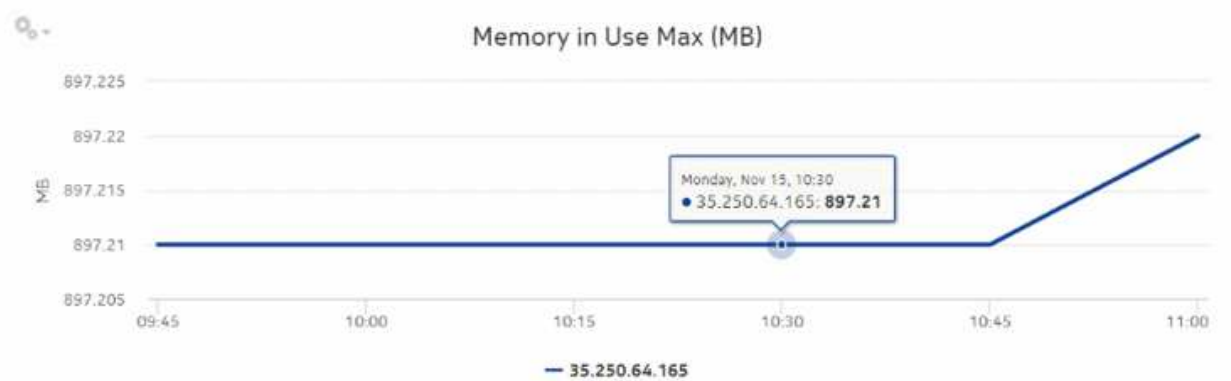 Memory in Use Max (MB)
897.225
897.22
897.215
897.21
897.205
MB
Monday, Nov 15, 10:30
● 35.250.64.165: 897.21
09:45 10:00 10:15 10:30 10:45 11:00
35.250.64.165